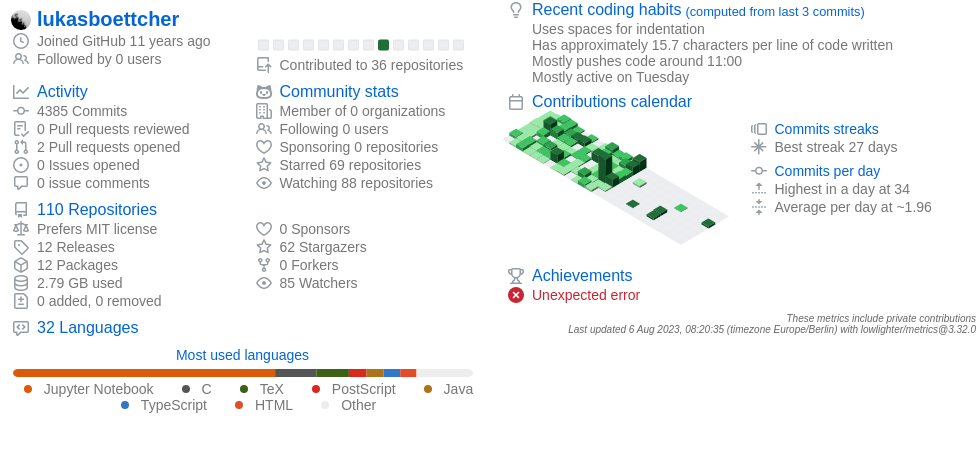 lukasboettcher
Joined GitHub 11 years ago
Followed by 0 users
Contributed to 36 repositories
Activity
4385 Commits
0 Pull requests reviewed
2 Pull requests opened
0 Issues opened
0 issue comments
Community stats
Member of 0 organizations
Following 0 users
Sponsoring 0 repositories
Starred 69 repositories
Watching 88 repositories
110 Repositories
Prefers MIT license
12 Releases
12 Packages
2.79 GB used
0 added, 0 removed
0 Sponsors
62 Stargazers
0 Forkers
85 Watchers
32 Languages
Most used languages
Jupyter Notebook C TeX PostScript Java
TypeScript HTML Other
Recent coding habits (computed from last 3 commits)
Uses spaces for indentation
Has approximately 15.7 characters per line of code written
Mostly pushes code around 11:00
Mostly active on Tuesday
Contributions calendar
Commits streaks
Best streak 27 days
Commits per day
Highest in a day at 34
Average per day at ~1.96
Achievements
Unexpected error
These metrics include private contributions
Last updated 6 Aug 2023, 08:20:35 (timezone Europe/Berlin) with lowlighter/metrics@3.32.0